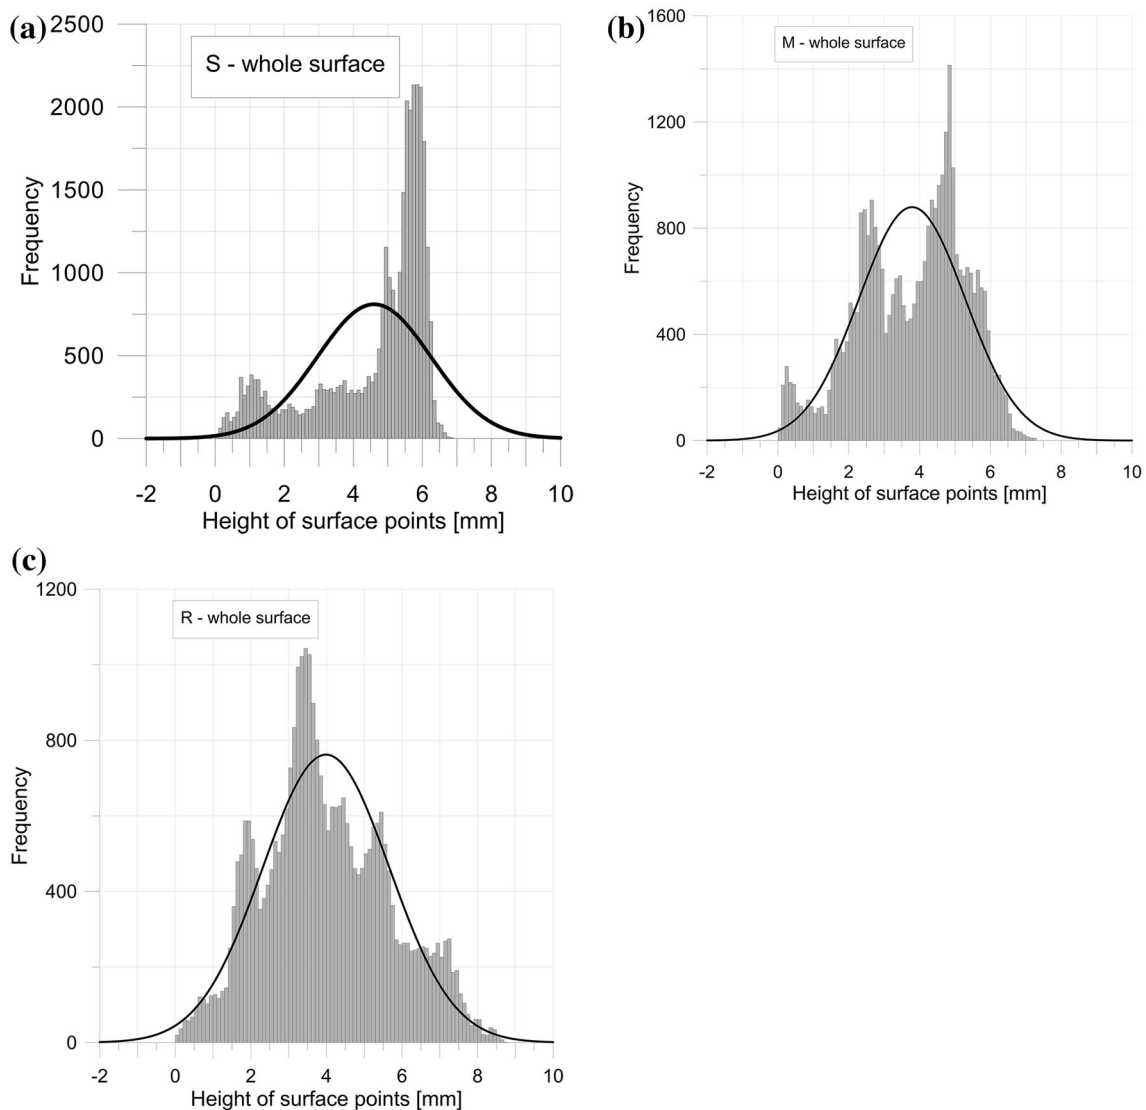 (a)
S - whole surface
2500
2000
1500
1000
500
0
Frequency
-2 0 2 4 6 8 10
Height of surface points [mm]
(b)
M - whole surface
1600
1200
800
400
0
Frequency
-2 0 2 4 6 8 10
Height of surface points [mm]
(c)
R - whole surface
1200
800
400
0
Frequency
-2 0 2 4 6 8 10
Height of surface points [mm]